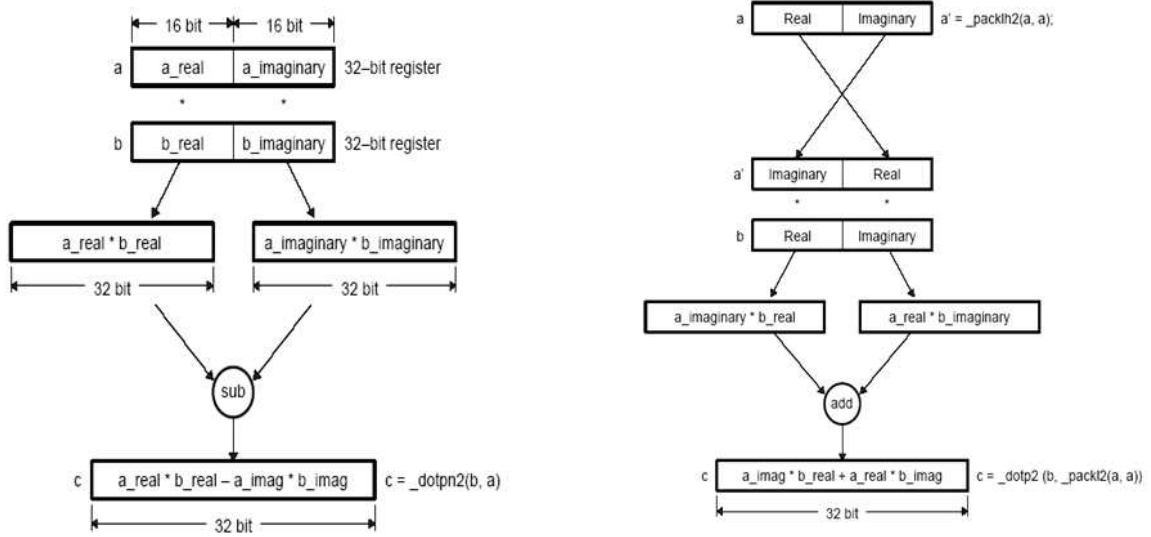 16 bit 16 bit
a a_real a_imaginary 32–bit register
* *
b b_real b_imaginary 32–bit register
a_real * b_real a_imaginary * b_imaginary
32 bit 32 bit
sub
c a_real * b_real – a_imag * b_imag c = _dotpn2(b, a)
32 bit
a Real Imaginary a' = _packlh2(a, a);
a' Imaginary Real
* *
b Real Imaginary
a_imaginary * b_real a_real * b_imaginary
add
c a_imag * b_real + a_real * b_imag c = _dotp2 (b, _packl2(a, a))
32 bit